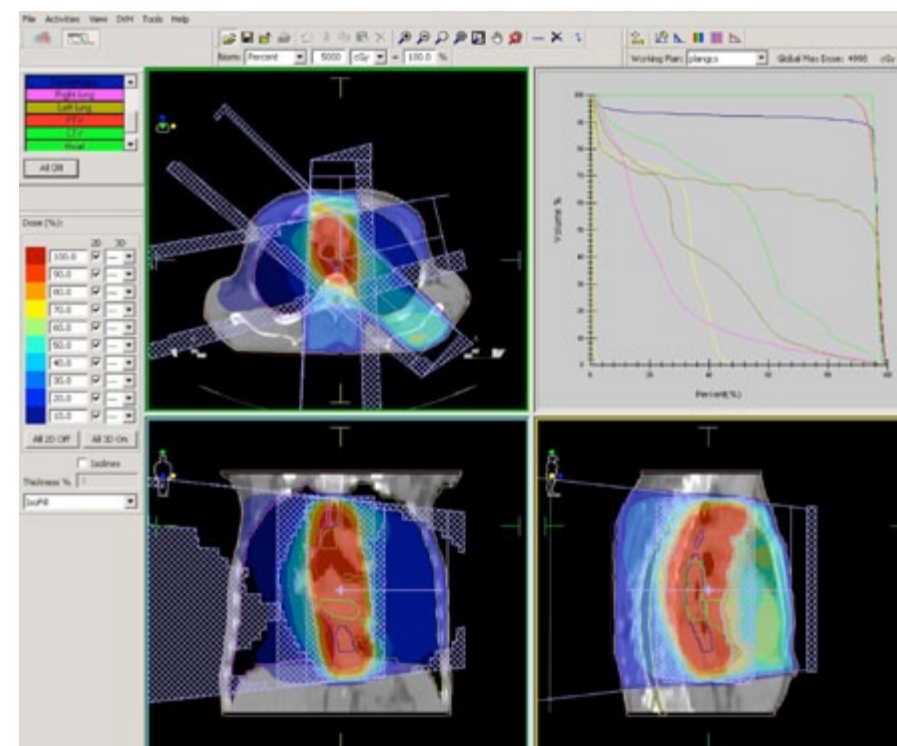 File Activities View DVH Tools Help
Norm: Percent 5000 cGy = 100.0 %
Working Plan: plangcs Global Max Dose: 4998 cGy
Right lung
Left lung
PTV
CTV
All Off
Dose (%):
2D 3D
100.0
90.0
80.0
70.0
60.0
50.0
40.0
30.0
20.0
10.0
All 2D Off All 3D On
Isolines
Thickness %
IsoFill
Volume %
Percent(%)